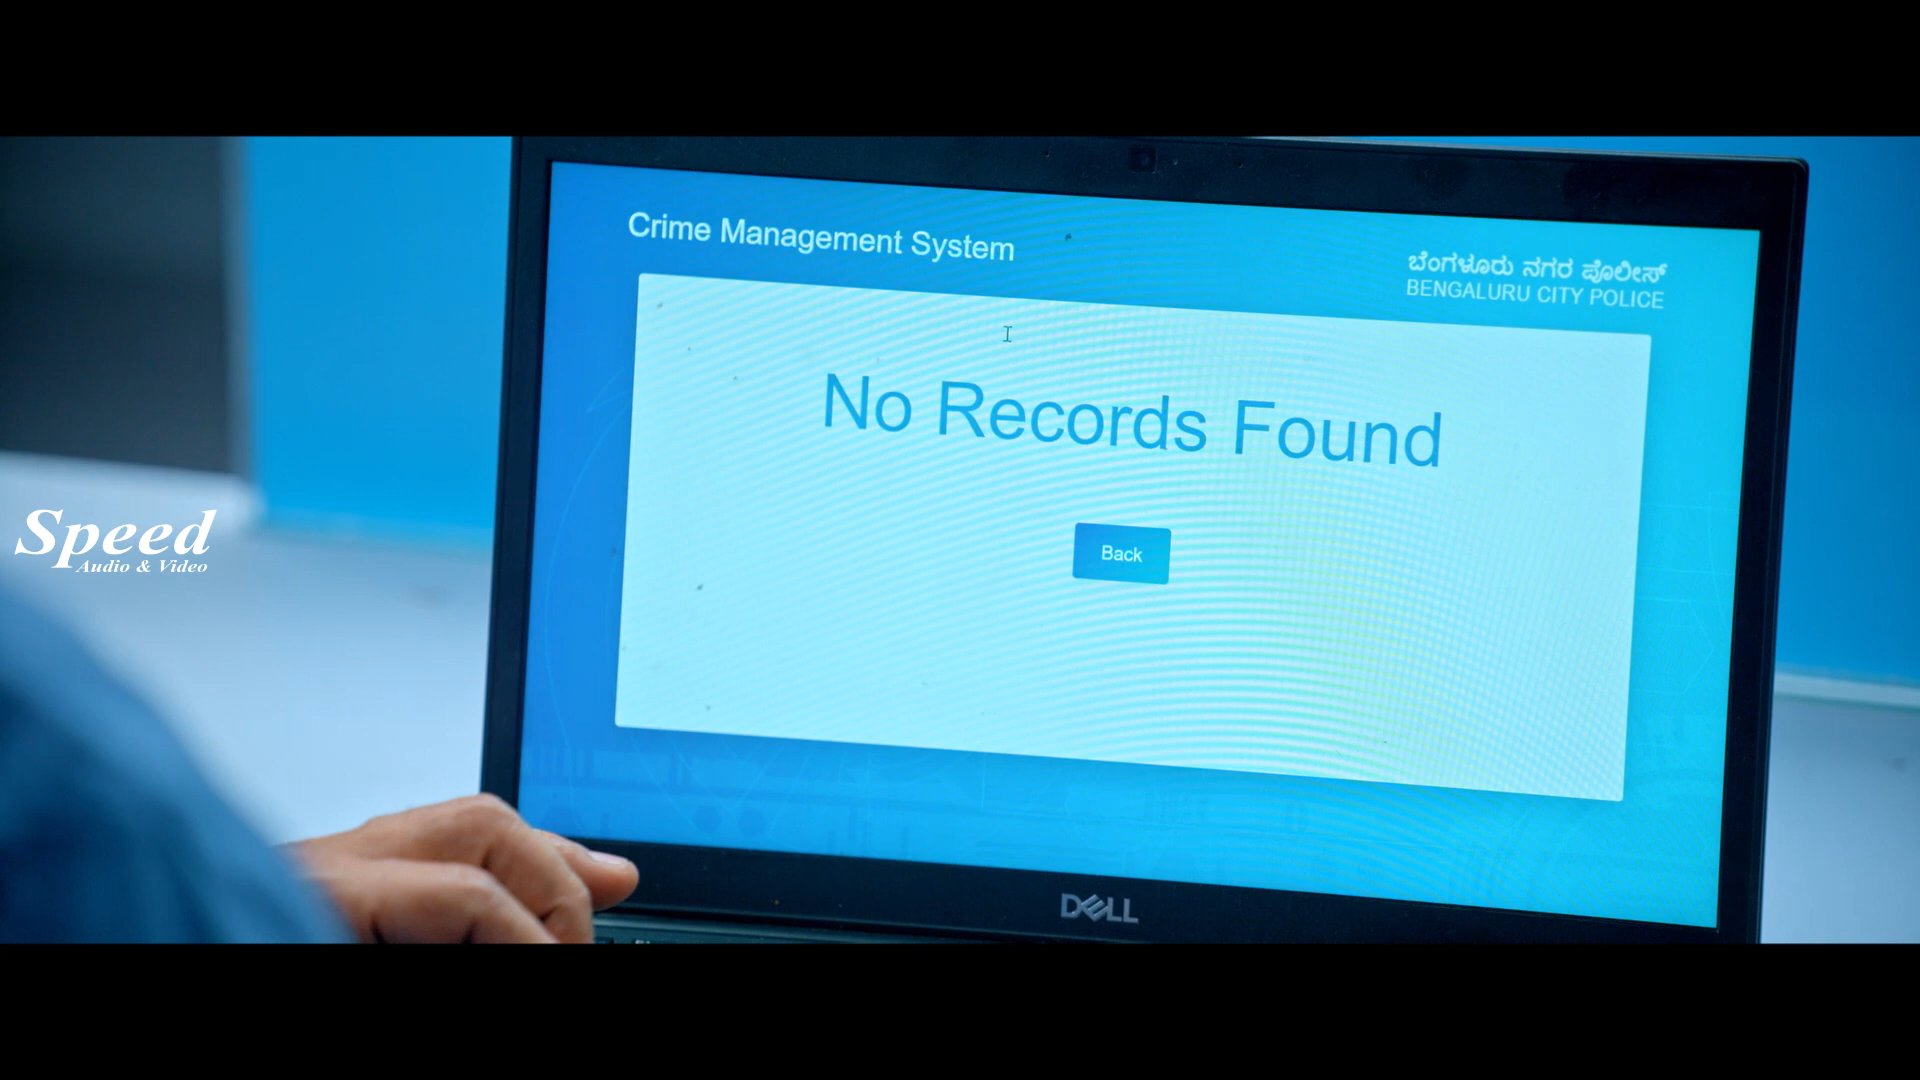 Crime Management System
ಬೆಂಗಳೂರು ನಗರ ಪೊಲೀಸ್
BENGALURU CITY POLICE
No Records Found
Back
Speed
Audio & Video
DELL